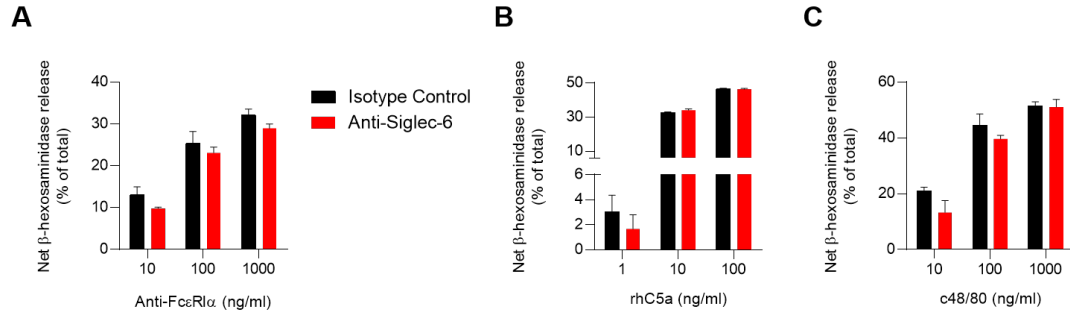 A
Net β-hexosaminidase release
(% of total)
40
30
20
10
0
10 100 1000
Anti-FcεRIα (ng/ml)
Isotype Control
Anti-Siglec-6
B
Net β-hexosaminidase release
(% of total)
50
30
10
6
4
2
0
1 10 100
rhC5a (ng/ml)
C
Net β-hexosaminidase release
(% of total)
60
40
20
0
10 100 1000
c48/80 (ng/ml)